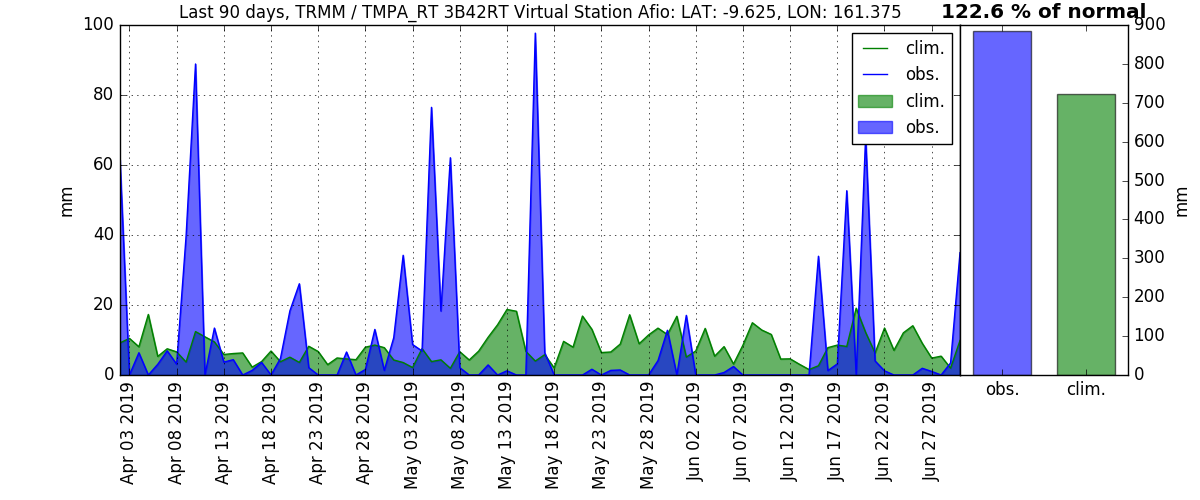 Last 90 days, TRMM / TMPA_RT 3B42RT Virtual Station Afio: LAT: -9.625, LON: 161.375
122.6 % of normal
mm
100
80
60
40
20
0
clim.
obs.
clim.
obs.
900
800
700
600
500
400
300
200
100
0
mm
obs.
clim.
Apr 03 2019
Apr 08 2019
Apr 13 2019
Apr 18 2019
Apr 23 2019
Apr 28 2019
May 03 2019
May 08 2019
May 13 2019
May 18 2019
May 23 2019
May 28 2019
Jun 02 2019
Jun 07 2019
Jun 12 2019
Jun 17 2019
Jun 22 2019
Jun 27 2019